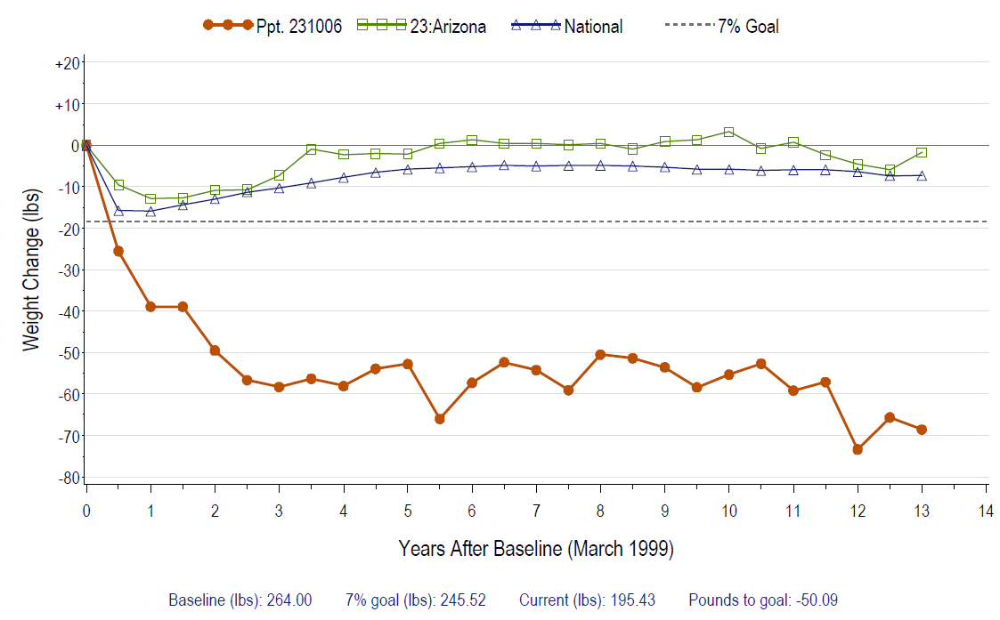 Ppt. 231006 23:Arizona National 7% Goal
+20
+10
0
-10
-20
-30
-40
-50
-60
-70
-80
Weight Change (lbs)
0 1 2 3 4 5 6 7 8 9 10 11 12 13 14
Years After Baseline (March 1999)
Baseline (lbs): 264.00 7% goal (lbs): 245.52 Current (lbs): 195.43 Pounds to goal: -50.09